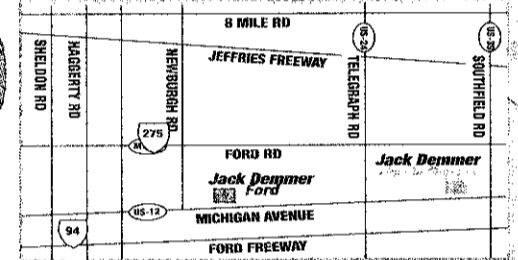 8 MILE RD
JEFFRIES FREEWAY
SHELDON RD
HAGGERTY RD
NEWBURGH RD
US-24
TELEGRAPH RD
SOUTHFIELD RD
275
FORD RD
Jack Demmer
Ford
Jack Demmer
US-12
MICHIGAN AVENUE
94
FORD FREEWAY